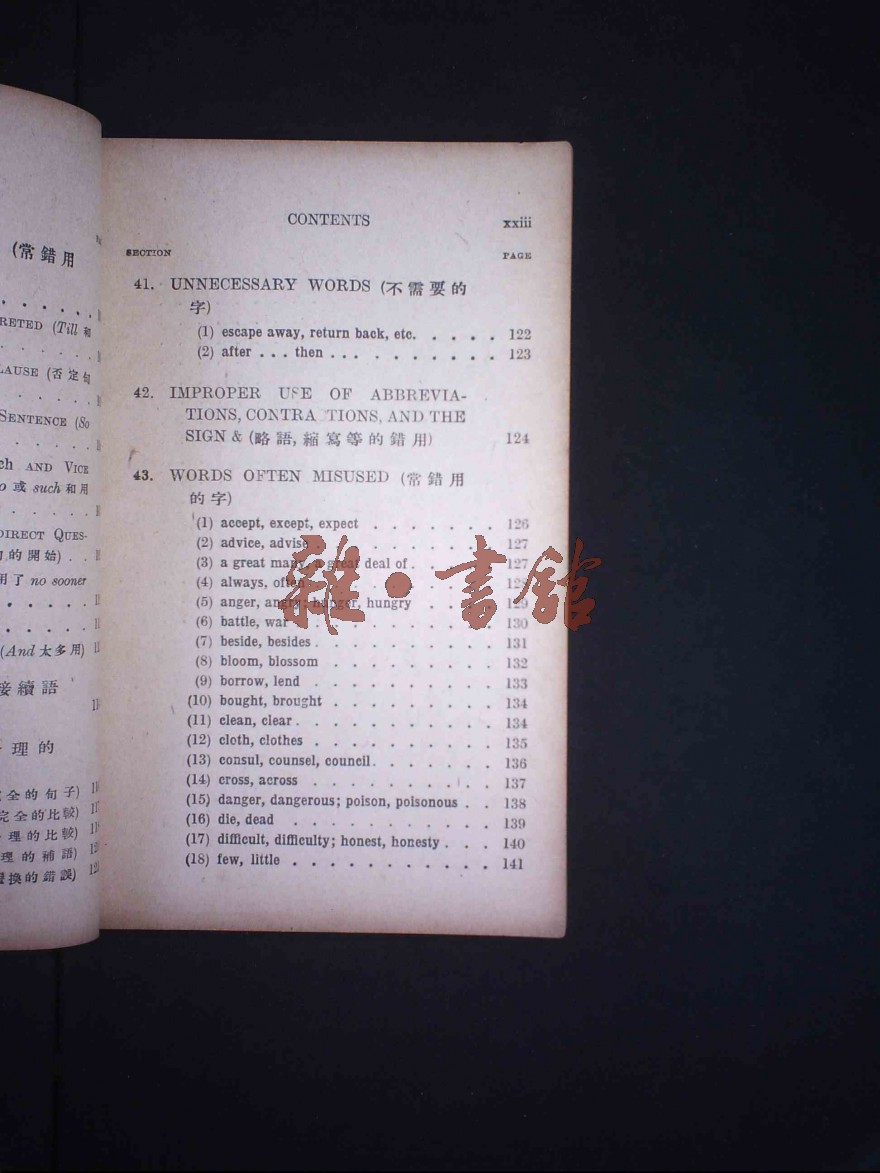 (常錯用
RETED (Till 和
LAUSE (否定句
SENTENCE (So
AND VICE
或 such 和用
DIRECT QUES-
的開始) . .
用了 no sooner
(And 太多用)
接續語
理的
全的句子)
完全的比較)
理的比較)
理的補語)
換的錯誤)
CONTENTS xxiii
SECTION PAGE
41. UNNECESSARY WORDS (不需要的
字)
(1) escape away, return back, etc. . . . . 122
(2) after . . . then . . . . . . . . . . 123
42. IMPROPER USE OF ABBREVIA-
TIONS, CONTRA TIONS, AND THE
SIGN & (略語, 縮寫等的錯用) 124
43. WORDS OFTEN MISUSED (常錯用
的字)
(1) accept, except, expect . . . . . . . 126
(2) advice, advise . . . . . . . . . 127
(3) a great many, a great deal of . . . . . 127
(4) always, often . . . . . . . . . 128
(5) anger, angry; hunger, hungry . . . . 129
(6) battle, war . . . . . . . . . . 130
(7) beside, besides . . . . . . . . . 131
(8) bloom, blossom . . . . . . . . . 132
(9) borrow, lend . . . . . . . . . . 133
(10) bought, brought . . . . . . . . . 134
(11) clean, clear . . . . . . . . . . . 134
(12) cloth, clothes . . . . . . . . . . 135
(13) consul, counsel, council . . . . . . . 136
(14) cross, across . . . . . . . . . . 137
(15) danger, dangerous; poison, poisonous . . 138
(16) die, dead . . . . . . . . . . . 139
(17) difficult, difficulty; honest, honesty . . . 140
(18) few, little . . . . . . . . . . . 141
雜·書館